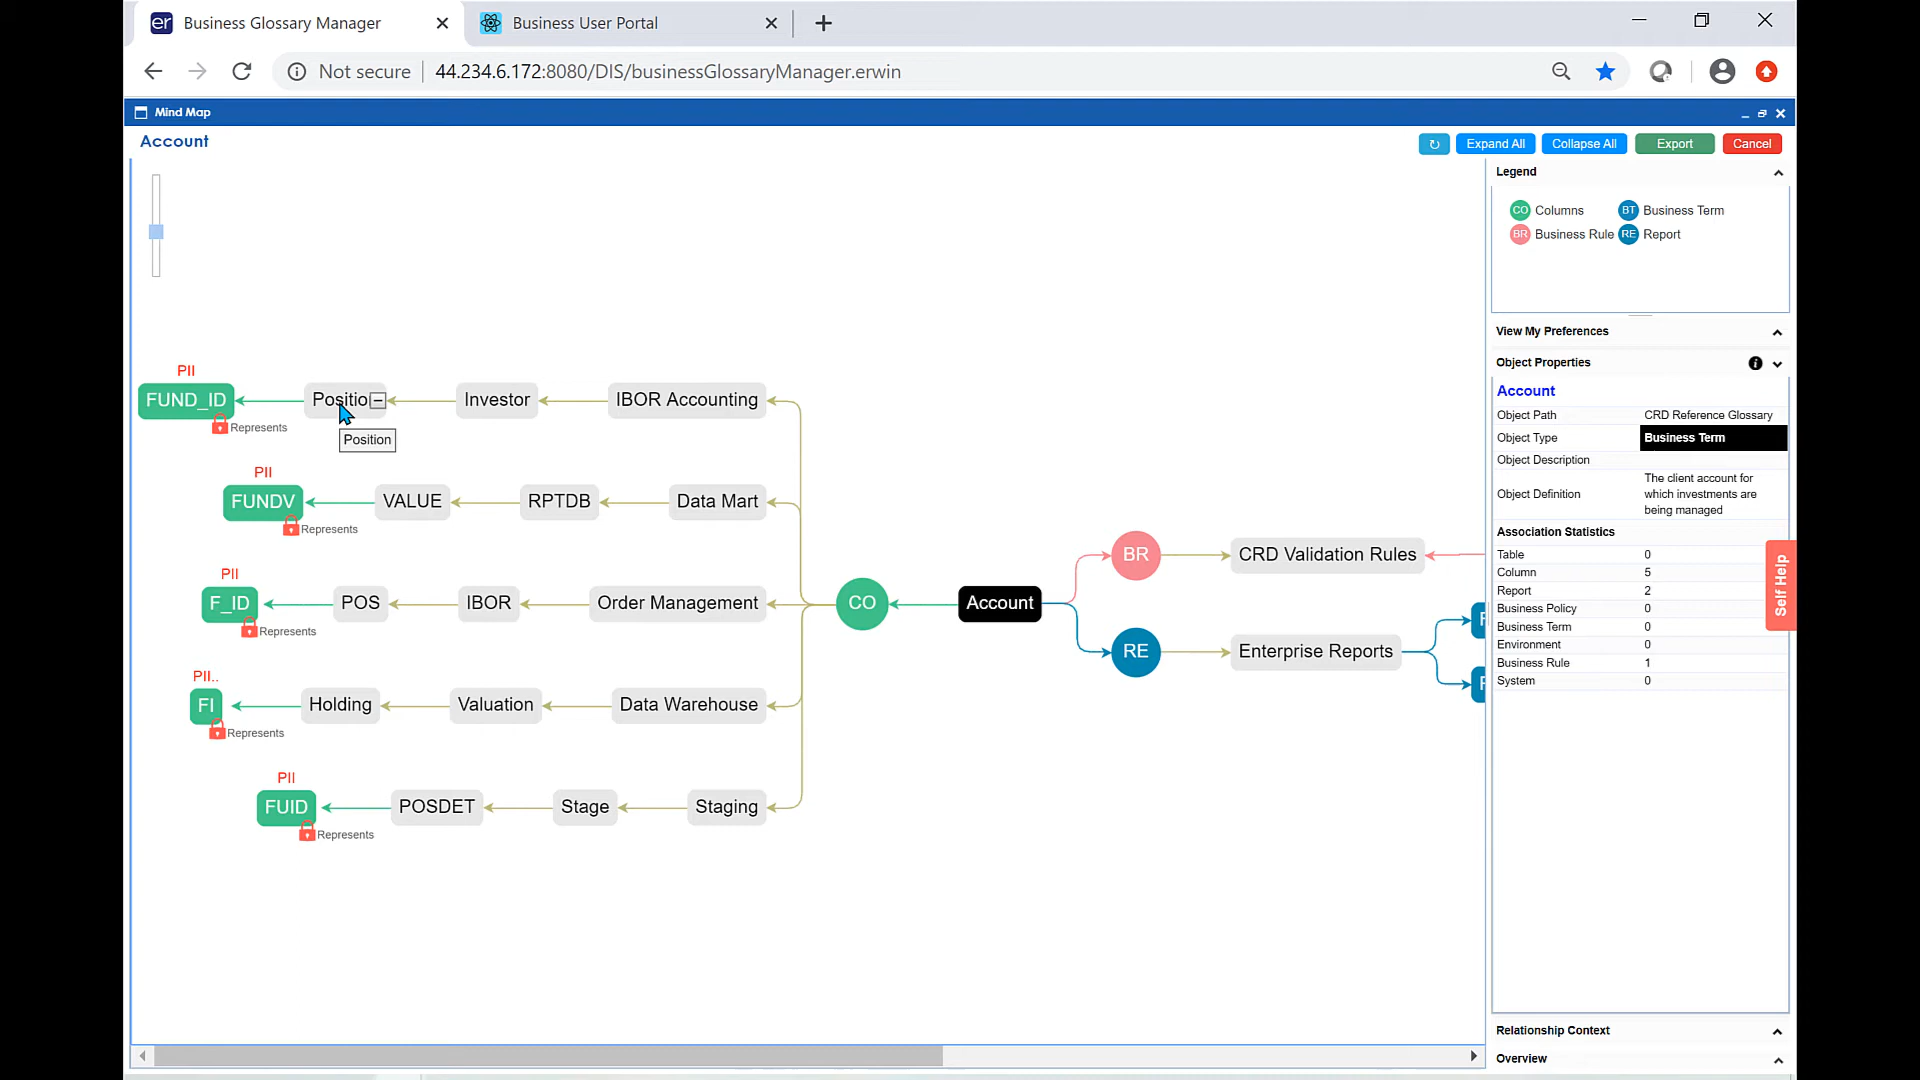 er Business Glossary Manager
Business User Portal
Not secure 44.234.6.172:8080/DIS/businessGlossaryManager.erwin
Mind Map
Account
Expand All Collapse All Export Cancel
Legend
CO Columns BT Business Term
BR Business Rule RE Report
View My Preferences
Object Properties
Account
Object Path CRD Reference Glossary
Object Type Business Term
Object Description
Object Definition The client account for
which investments are
being managed
Association Statistics
Table 0
Column 5
Report 2
Business Policy 0
Business Term 0
Environment 0
Business Rule 1
System 0
Relationship Context
Overview
Self Help
PII
FUND_ID Positio Investor IBOR Accounting
Represents
Position
PII
FUNDV VALUE RPTDB Data Mart
Represents
PII
F_ID POS IBOR Order Management CO Account
Represents
BR CRD Validation Rules
RE Enterprise Reports
PII..
FI Holding Valuation Data Warehouse
Represents
PII
FUID POSDET Stage Staging
Represents